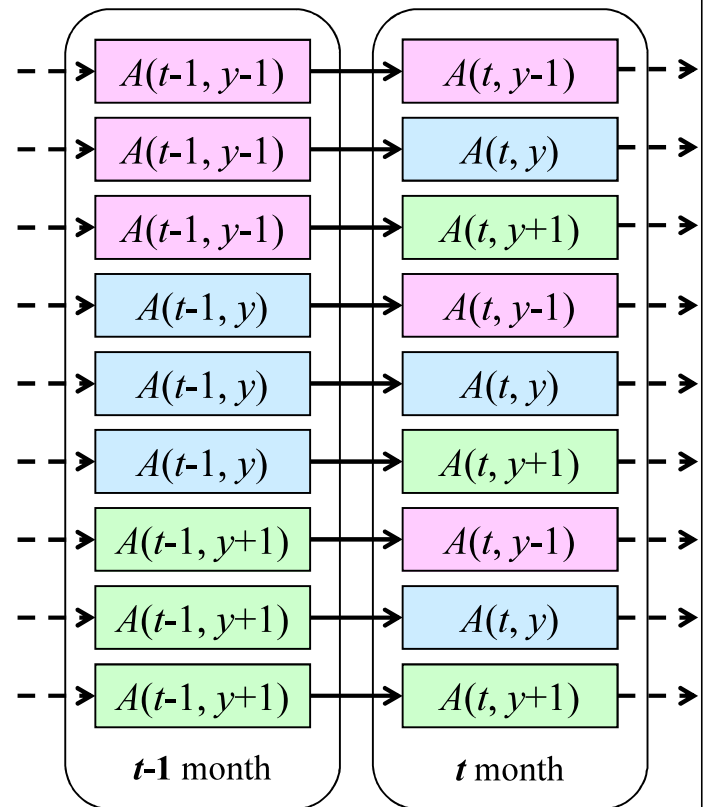 A(t-1, y-1) A(t, y-1)
A(t-1, y-1) A(t, y)
A(t-1, y-1) A(t, y+1)
A(t-1, y) A(t, y-1)
A(t-1, y) A(t, y)
A(t-1, y) A(t, y+1)
A(t-1, y+1) A(t, y-1)
A(t-1, y+1) A(t, y)
A(t-1, y+1) A(t, y+1)
t-1 month t month